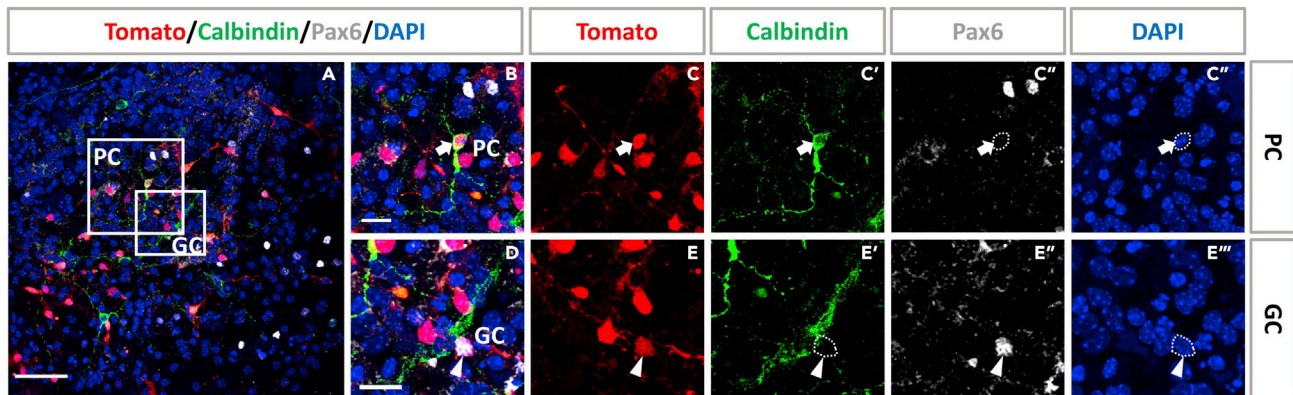 Tomato/Calbindin/Pax6/DAPI
Tomato
Calbindin
Pax6
DAPI
A
PC
GC
B
PC
C
C'
C"
C"
PC
D
GC
E
E'
E"
E'"
GC